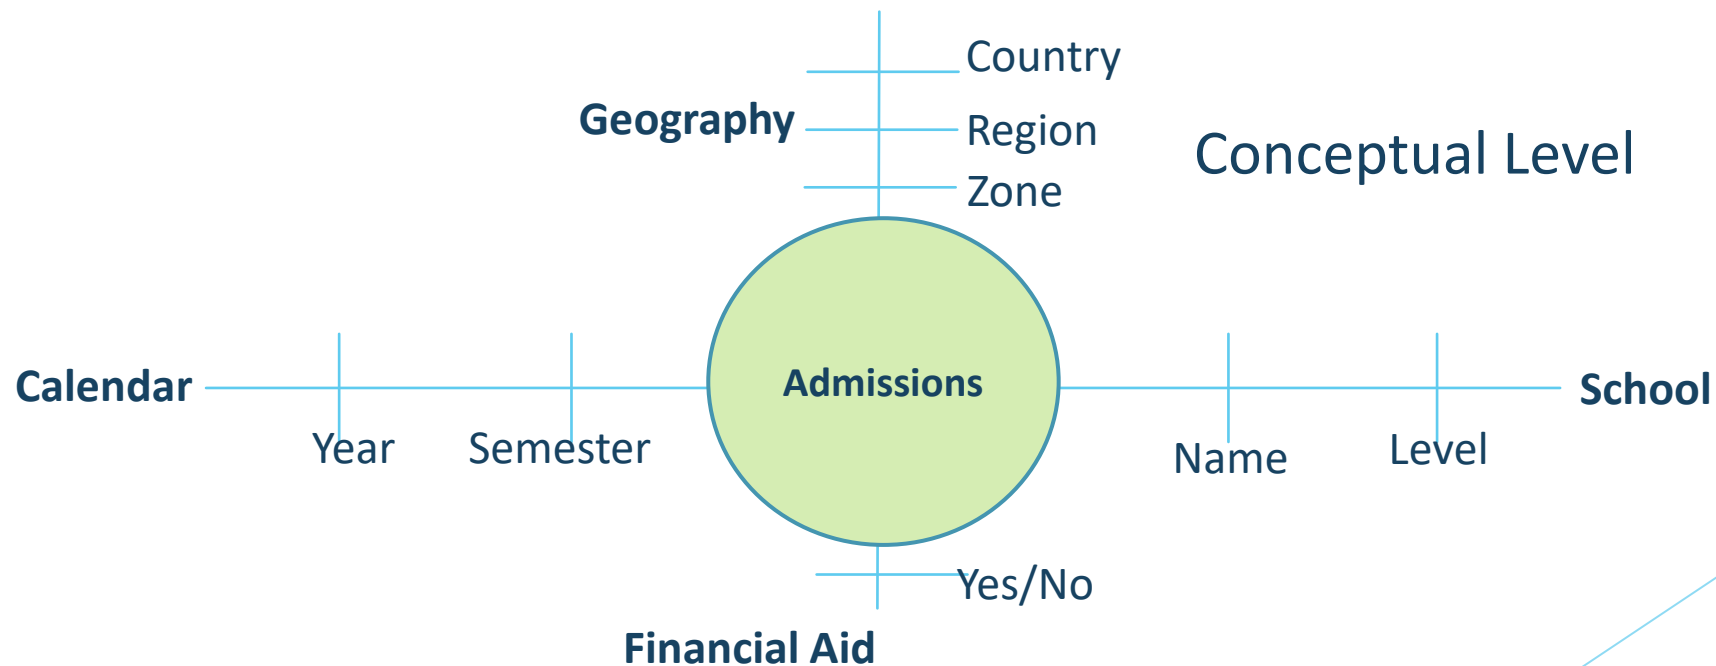 Country
Geography
Region
Conceptual Level
Zone
Admissions
Calendar
School
Year
Semester
Name
Level
Yes/No
Financial Aid